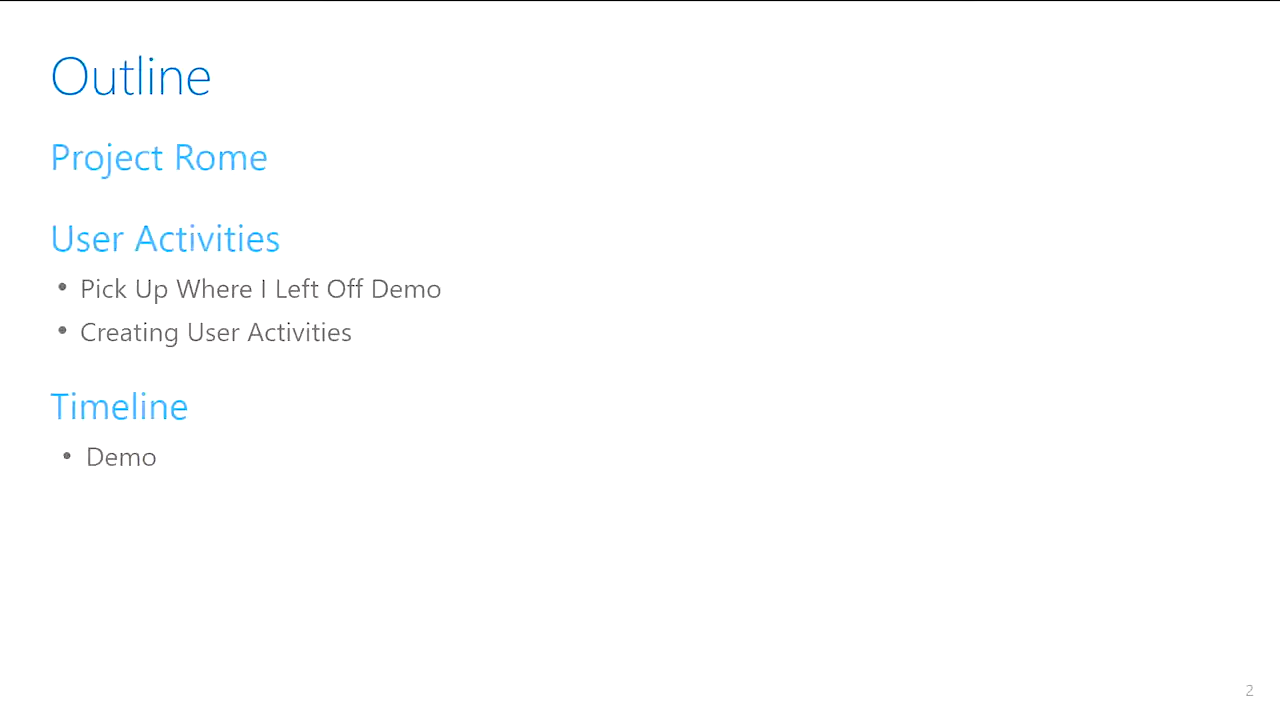 Outline
Project Rome
User Activities
• Pick Up Where I Left Off Demo
• Creating User Activities
Timeline
• Demo
2